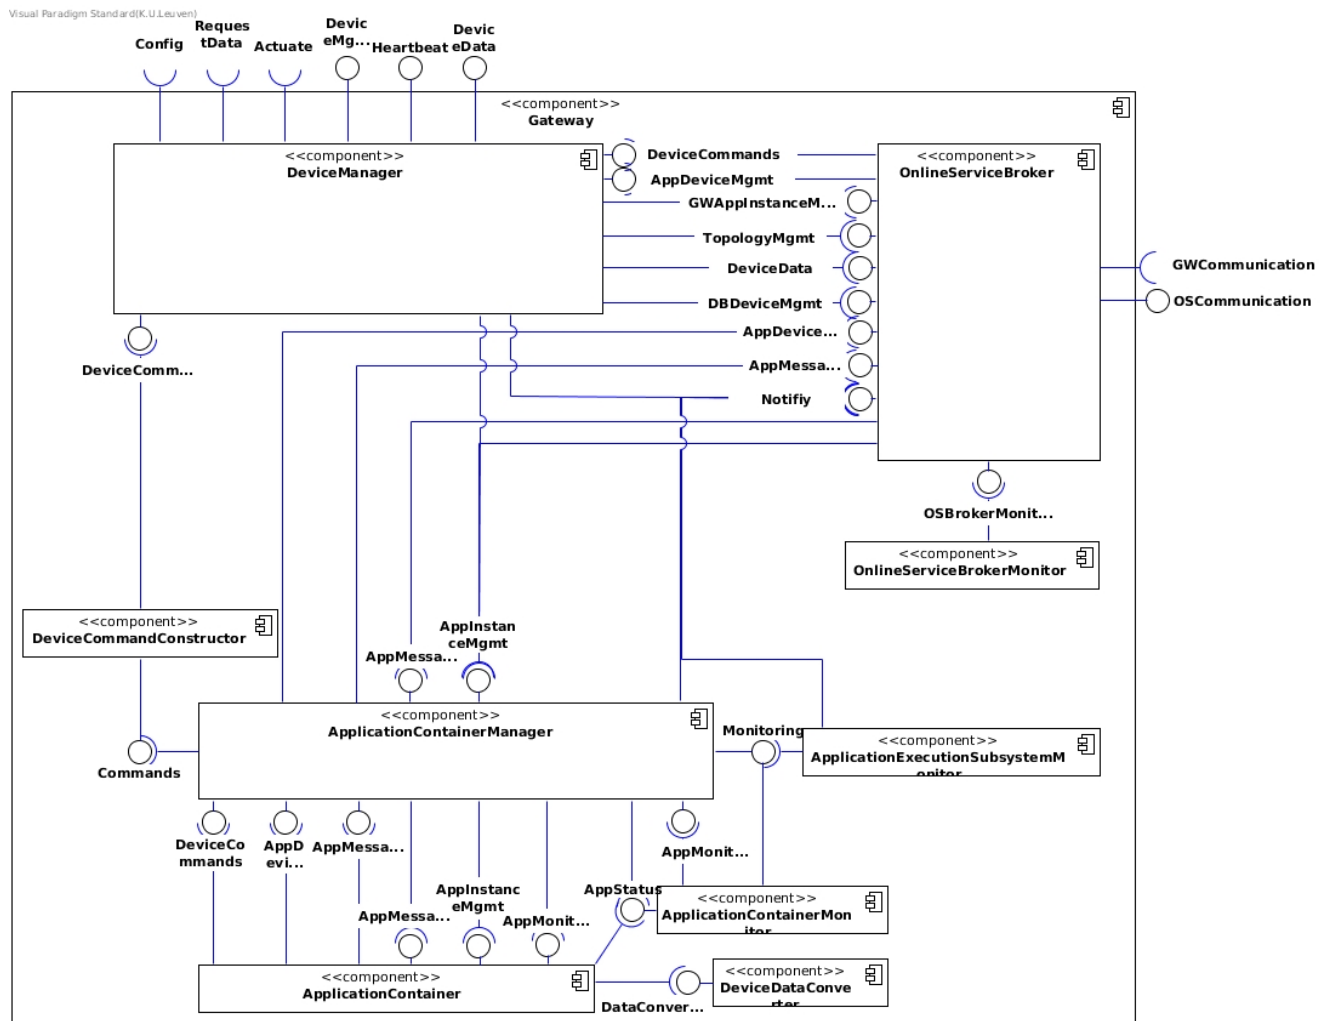 Visual Paradigm Standard(K.U.Leuven)
Config
Reques
tData
Actuate
Devic
eMg...
Heartbeat
Devic
eData
<<component>>
Gateway
<<component>>
DeviceManager
DeviceCommands
AppDeviceMgmt
GWAppInstanceM...
TopologyMgmt
DeviceData
DBDeviceMgmt
AppDevice...
AppMessa...
Notifiy
<<component>>
OnlineServiceBroker
GWCommunication
OSCommunication
DeviceComm...
OSBrokerMonit...
<<component>>
OnlineServiceBrokerMonitor
<<component>>
DeviceCommandConstructor
AppInstan
ceMgmt
AppMessa...
<<component>>
ApplicationContainerManager
Monitoring
<<component>>
ApplicationExecutionSubsystemM
onitor
Commands
DeviceCo
mmands
AppD
evi...
AppMessa...
AppMonit...
AppMessa...
AppInstanc
eMgmt
AppMonit...
AppStatus
<<component>>
ApplicationContainerMon
itor
<<component>>
ApplicationContainer
DataConver...
<<component>>
DeviceDataConve
rter